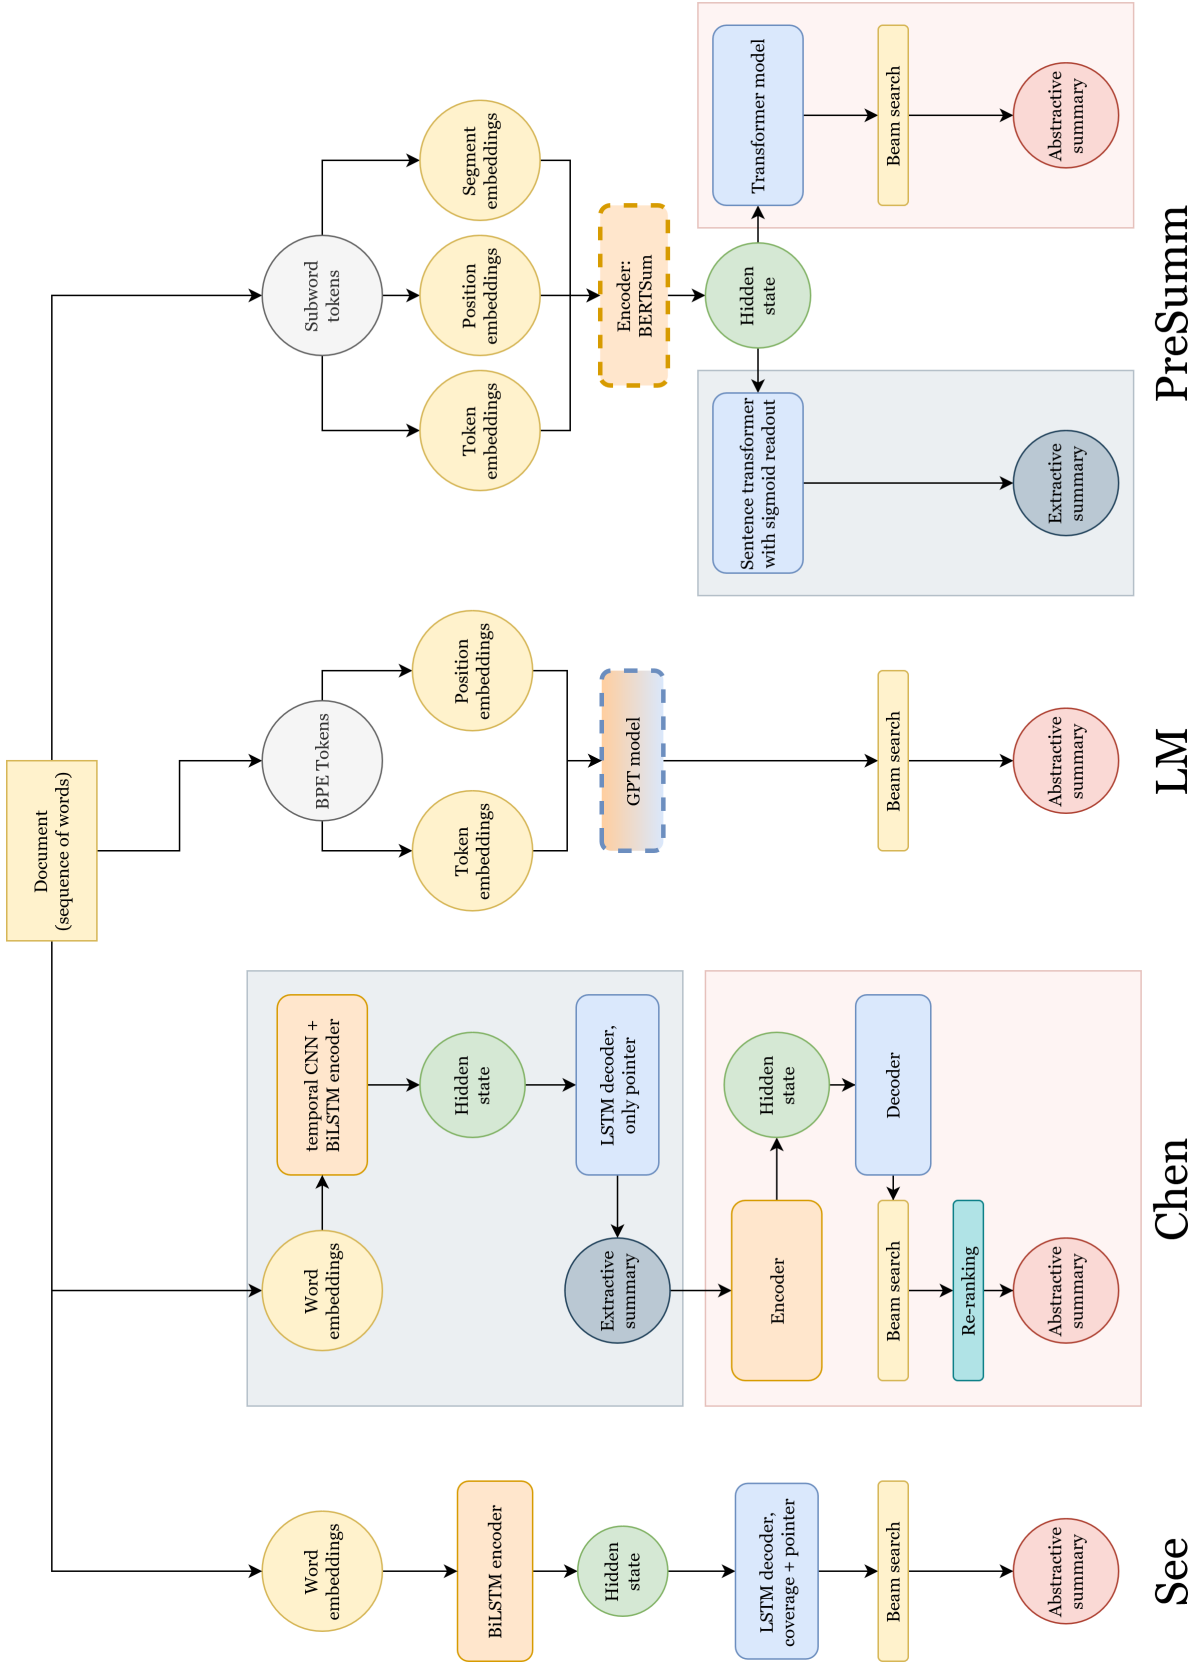 Document
(sequence of words)
Word
embeddings
BiLSTM encoder
Hidden
state
LSTM decoder,
coverage + pointer
Beam search
Abstractive
summary
See
Word
embeddings
temporal CNN +
BiLSTM encoder
Hidden
state
LSTM decoder,
only pointer
Extractive
summary
Encoder
Hidden
state
Decoder
Beam search
Re-ranking
Abstractive
summary
Chen
BPE Tokens
Token
embeddings
Position
embeddings
GPT model
Beam search
Abstractive
summary
LM
Subword
tokens
Token
embeddings
Position
embeddings
Segment
embeddings
Encoder:
BERTSum
Hidden
state
Sentence transformer
with sigmoid readout
Extractive
summary
Transformer model
Beam search
Abstractive
summary
PreSumm